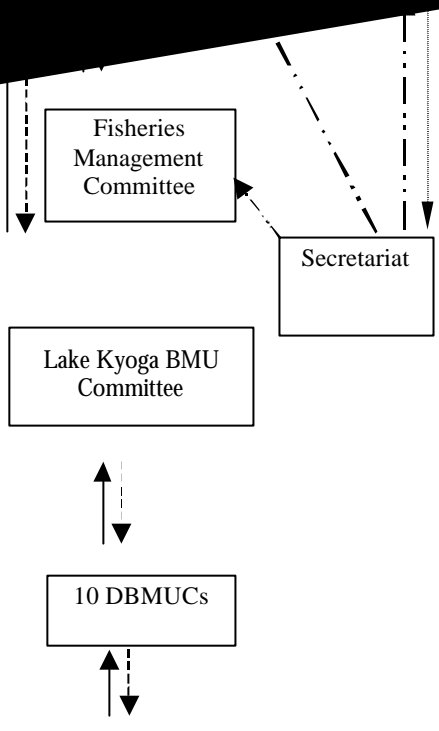 Fisheries
Management
Committee
Secretariat
Lake Kyoga BMU
Committee
10 DBMUCs